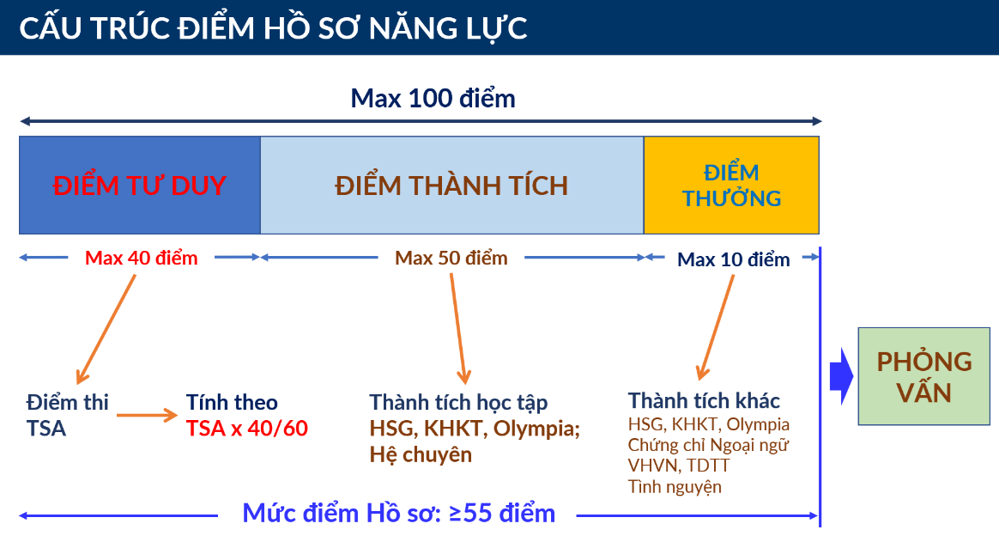 CẤU TRÚC ĐIỂM HỒ SƠ NĂNG LỰC
Max 100 điểm
ĐIỂM TƯ DUY
ĐIỂM THÀNH TÍCH
ĐIỂM
THƯỞNG
Max 40 điểm
Max 50 điểm
Max 10 điểm
Điểm thi
TSA
Tính theo
TSA x 40/60
Thành tích học tập
HSG, KHKT, Olympia;
Hệ chuyên
Thành tích khác
HSG, KHKT, Olympia
Chứng chỉ Ngoại ngữ
VHVN, TDTT
Tình nguyện
PHỎNG
VẤN
Mức điểm Hồ sơ: ≥55 điểm